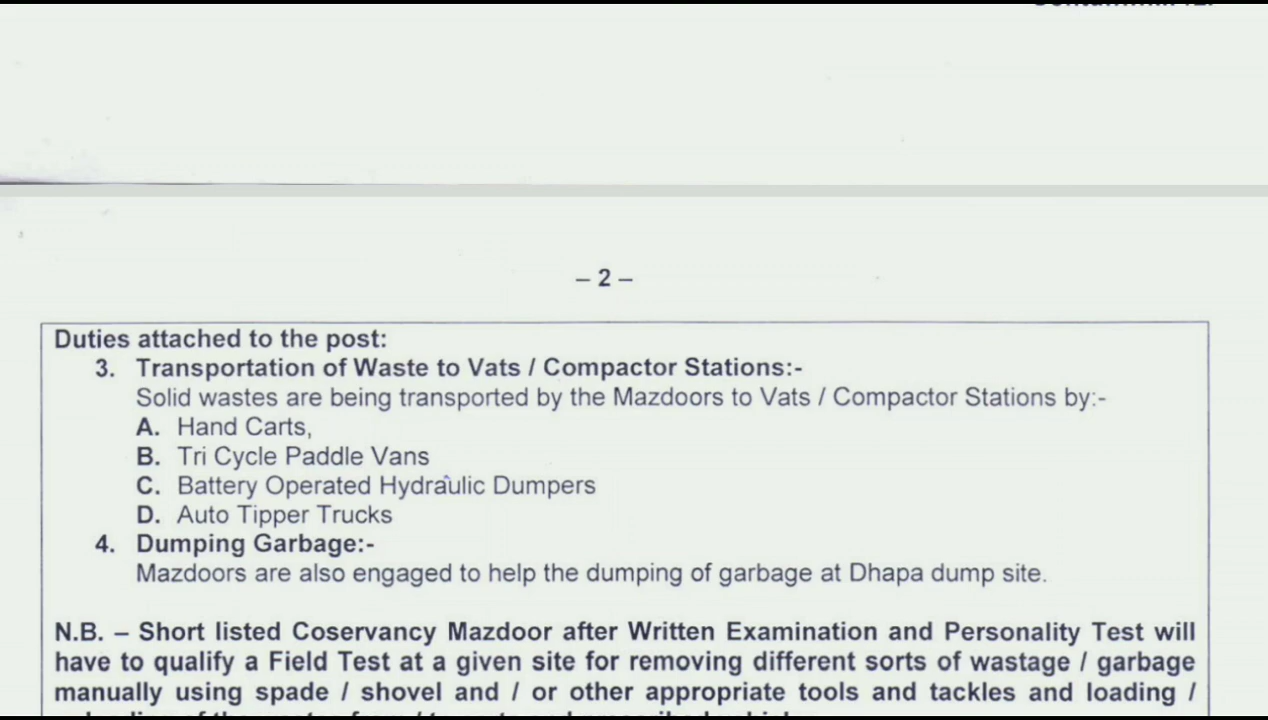 – 2 –
Duties attached to the post:
3. Transportation of Waste to Vats / Compactor Stations:-
Solid wastes are being transported by the Mazdoors to Vats / Compactor Stations by:-
A. Hand Carts,
B. Tri Cycle Paddle Vans
C. Battery Operated Hydraulic Dumpers
D. Auto Tipper Trucks
4. Dumping Garbage:-
Mazdoors are also engaged to help the dumping of garbage at Dhapa dump site.
N.B. – Short listed Coservancy Mazdoor after Written Examination and Personality Test will
have to qualify a Field Test at a given site for removing different sorts of wastage / garbage
manually using spade / shovel and / or other appropriate tools and tackles and loading /